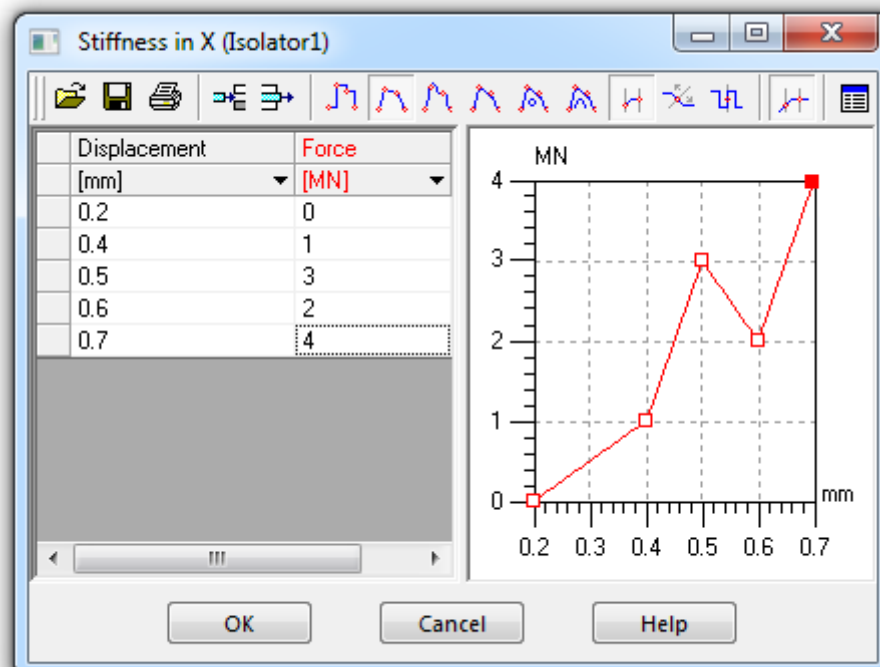 Stiffness in X (Isolator1)
Displacement Force
[mm] [MN]
0.2 0
0.4 1
0.5 3
0.6 2
0.7 4
MN
4
3
2
1
0
mm
0.2 0.3 0.4 0.5 0.6 0.7
OK Cancel Help